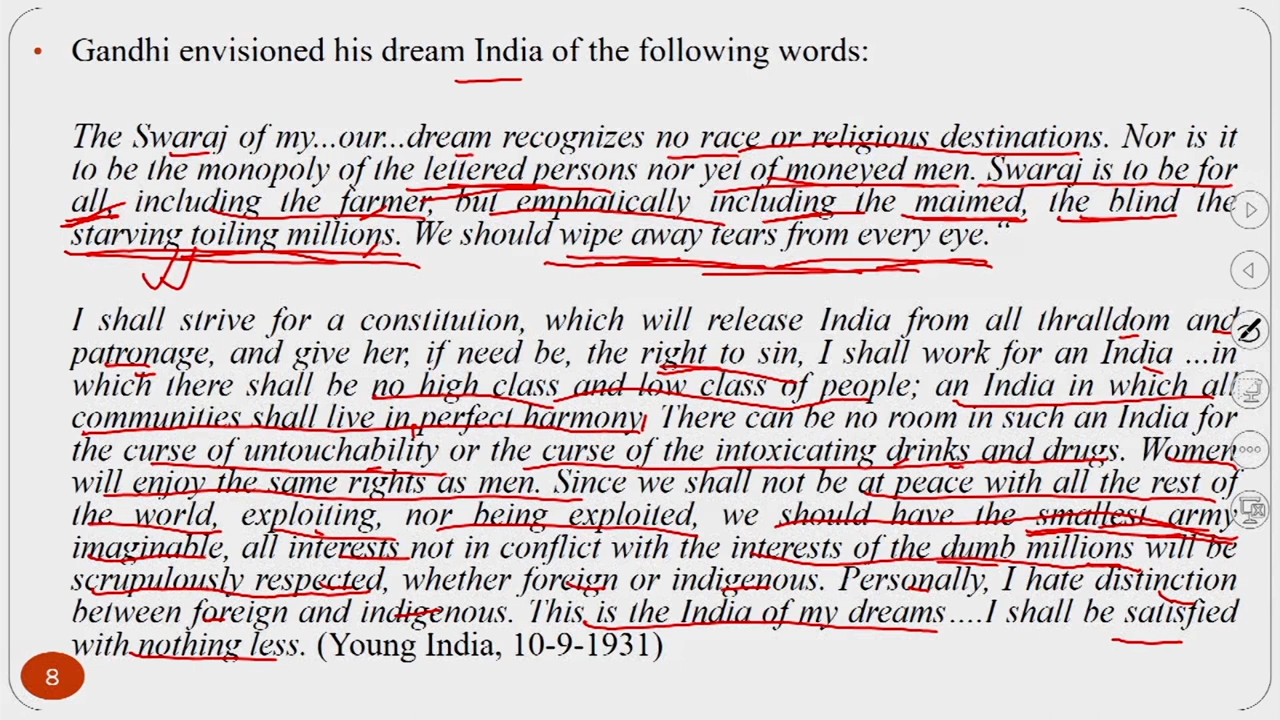 • Gandhi envisioned his dream India of the following words:
The Swaraj of my...our...dream recognizes no race or religious destinations. Nor is it
to be the monopoly of the lettered persons nor yet of moneyed men. Swaraj is to be for
all, including the farmer, but emphatically including the maimed, the blind the
starving toiling millions. We should wipe away tears from every eye.“
I shall strive for a constitution, which will release India from all thralldom and
patronage, and give her, if need be, the right to sin, I shall work for an India ...in
which there shall be no high class and low class of people; an India in which all
communities shall live in perfect harmony. There can be no room in such an India for
the curse of untouchability or the curse of the intoxicating drinks and drugs. Women
will enjoy the same rights as men. Since we shall not be at peace with all the rest of
the world, exploiting, nor being exploited, we should have the smallest army
imaginable, all interests not in conflict with the interests of the dumb millions will be
scrupulously respected, whether foreign or indigenous. Personally, I hate distinction
between foreign and indigenous. This is the India of my dreams....I shall be satisfied
with nothing less. (Young India, 10-9-1931)
8